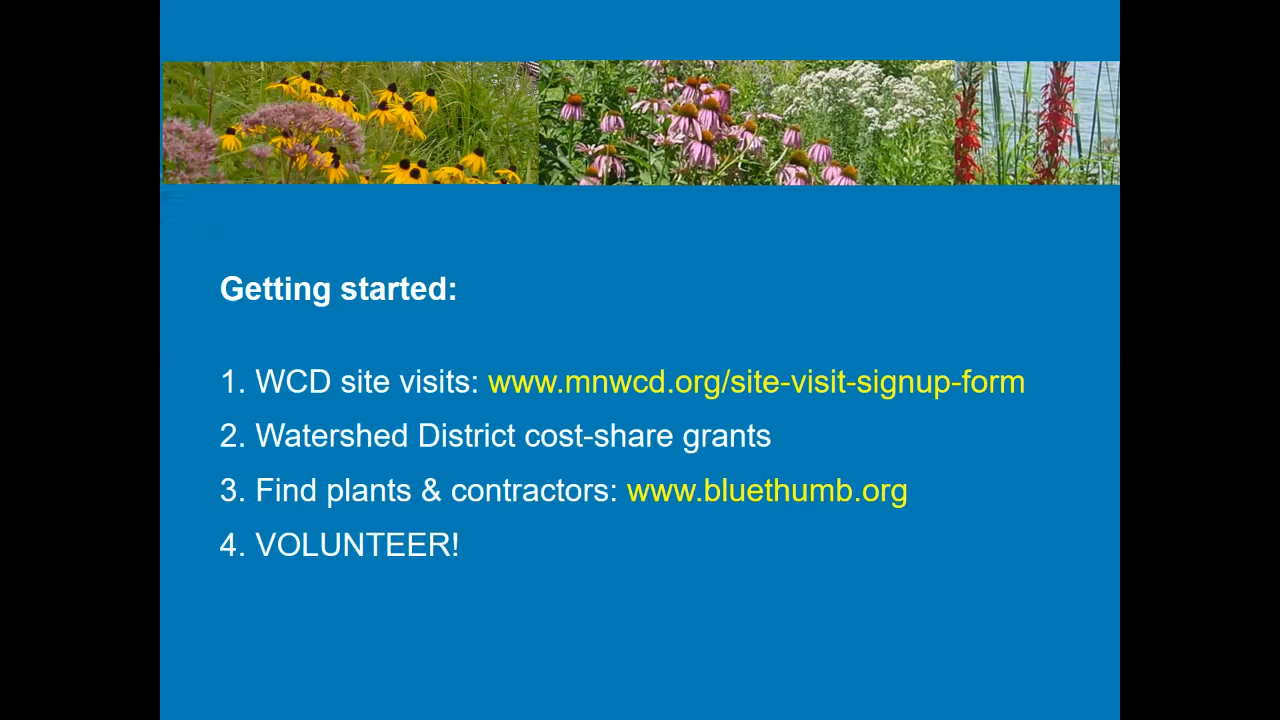 Getting started:
1. WCD site visits: www.mnwcd.org/site-visit-signup-form
2. Watershed District cost-share grants
3. Find plants & contractors: www.bluethumb.org
4. VOLUNTEER!